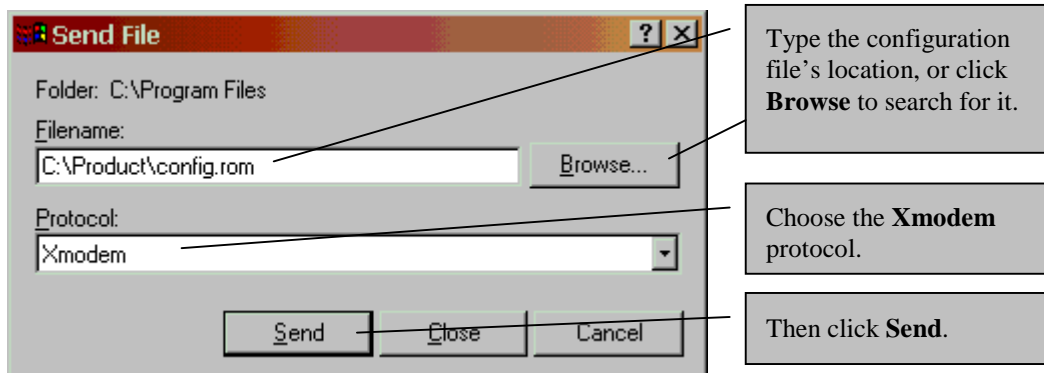 Send File
Folder: C:\Program Files
Filename:
C:\Product\config.rom
Browse...
Protocol:
Xmodem
Send
Close
Cancel
Type the configuration
file’s location, or click
Browse to search for it.
Choose the Xmodem
protocol.
Then click Send.